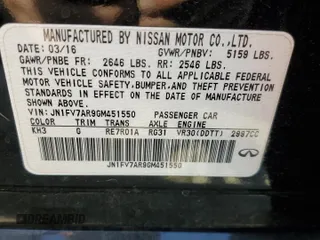 MANUFACTURED BY NISSAN MOTOR CO.,LTD.
DATE: 03/16 GVWR/PNBV: 5159 LBS.
GAWR/PNBE FR: 2646 LBS. RR: 2546 LBS.
THIS CAR CONFORMS TO ALL APPLICABLE FEDERAL
MOTOR VEHICLE SAFETY,BUMPER,AND THEFT PREVENTION
STANDARDS IN EFFECT ON THE DATE OF MANUFACTURE
SHOWN ABOVE.
VIN: JN1FV7AR9GM451550 PASSENGER CAR
COLOR TRIM TRANS AXLE VR30(DDTT) 2997CC
KH3 G RE7R01A RG31
JN1FV7AR9GM451550